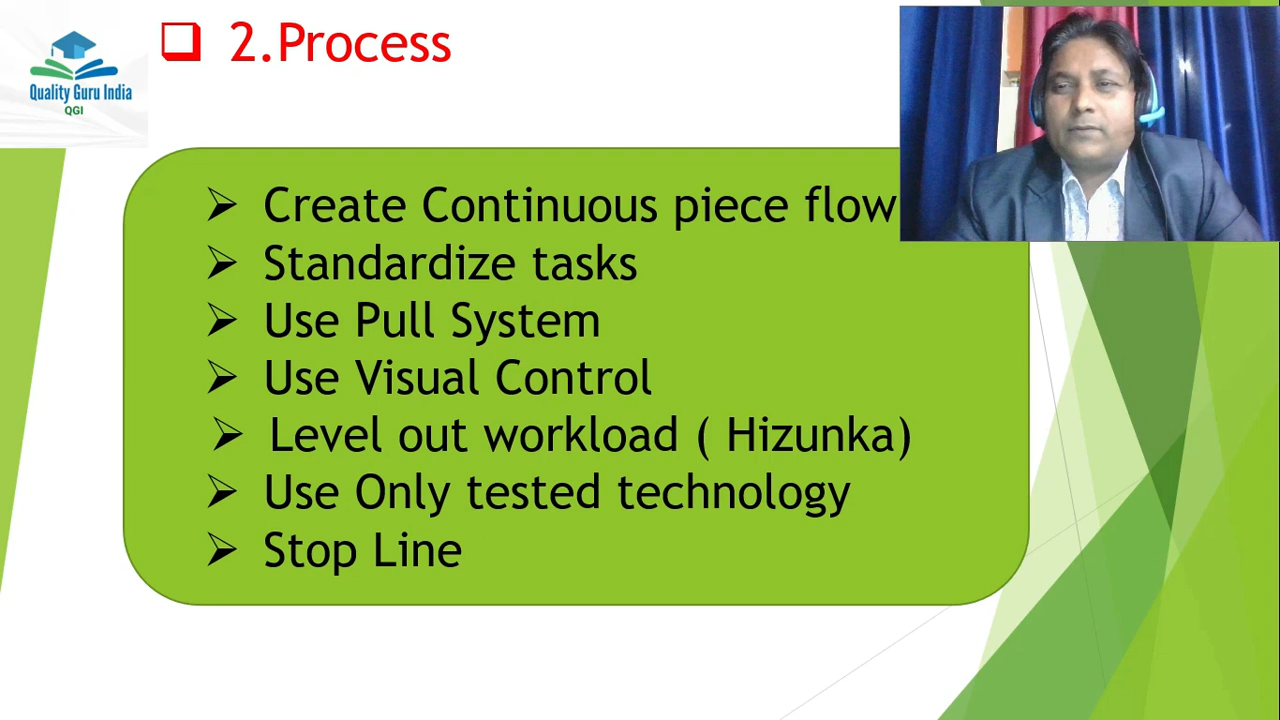 Quality Guru India
QGI
2.Process
Create Continuous piece flow
Standardize tasks
Use Pull System
Use Visual Control
Level out workload ( Hizunka)
Use Only tested technology
Stop Line